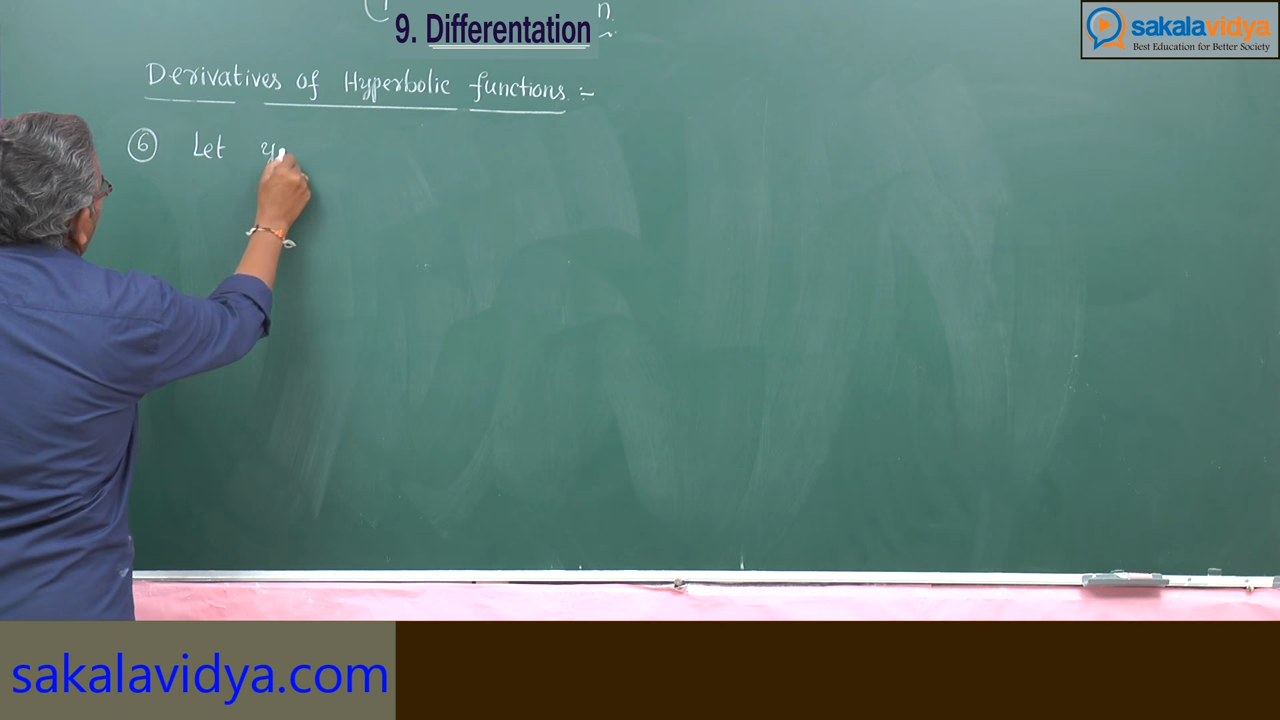 9. Differentation
sakalavidya
Best Education for Better Society
Derivatives of Hyperbolic functions :-
6 Let y
sakalavidya.com